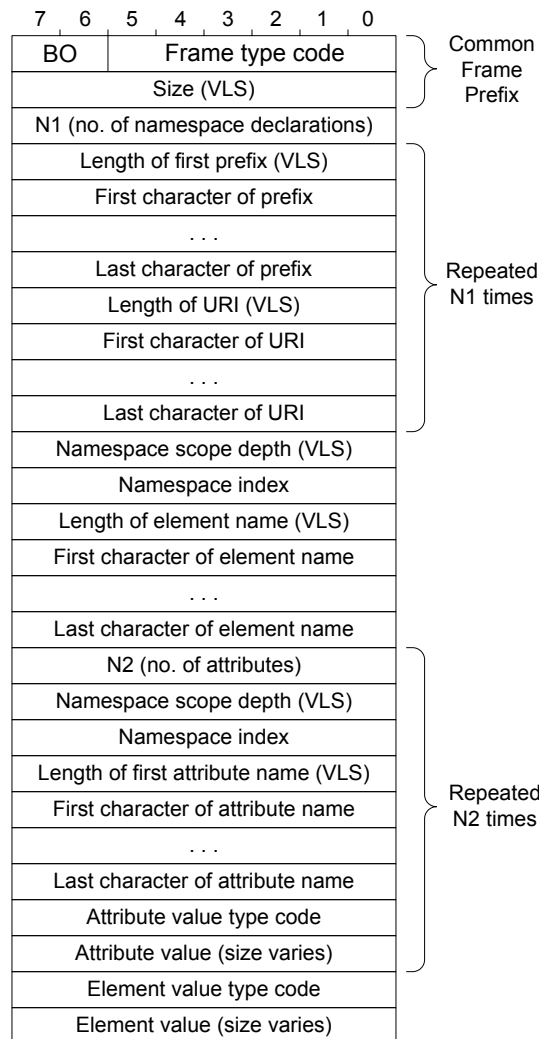 7 6 5 4 3 2 1 0
BO Frame type code
Size (VLS)
Common
Frame
Prefix
N1 (no. of namespace declarations)
Length of first prefix (VLS)
First character of prefix
. . .
Last character of prefix
Length of URI (VLS)
First character of URI
. . .
Last character of URI
Repeated
N1 times
Namespace scope depth (VLS)
Namespace index
Length of element name (VLS)
First character of element name
. . .
Last character of element name
N2 (no. of attributes)
Namespace scope depth (VLS)
Namespace index
Length of first attribute name (VLS)
First character of attribute name
. . .
Last character of attribute name
Attribute value type code
Attribute value (size varies)
Repeated
N2 times
Element value type code
Element value (size varies)